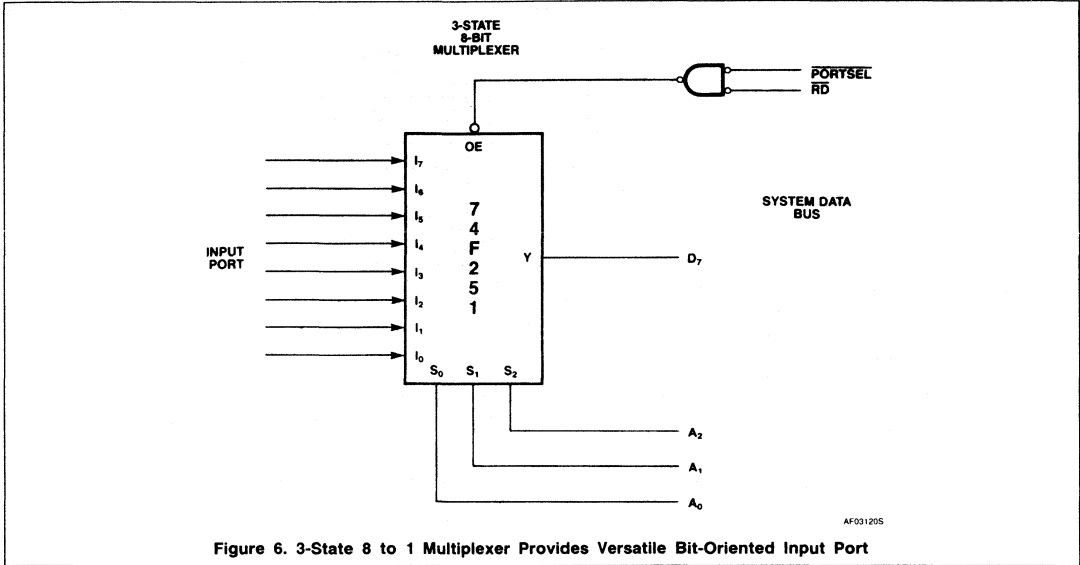 3-STATE
8-BIT
MULTIPLEXER
PORTSEL
RD
OE
I7
I6
I5
I4
I3
I2
I1
I0
INPUT
PORT
7
4
F
2
5
1
Y
D7
SYSTEM DATA
BUS
S0 S1 S2
A2
A1
A0
AF03120S
Figure 6. 3-State 8 to 1 Multiplexer Provides Versatile Bit-Oriented Input Port